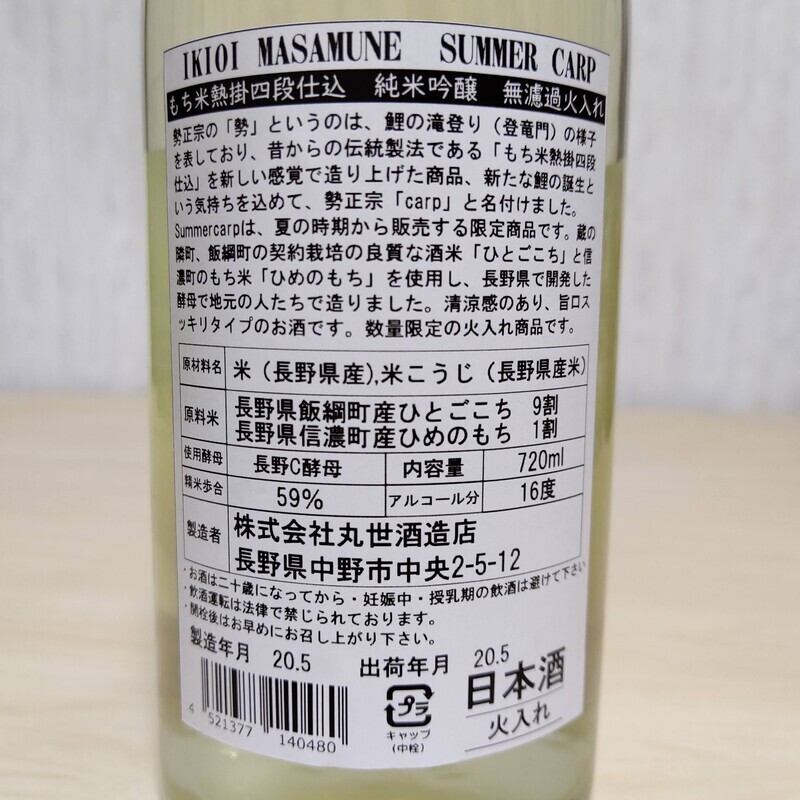 IKIOI MASAMUNE SUMMER CARP
もち米熱掛四段仕込 純米吟醸 無濾過火入れ
勢正宗の「勢」というのは、鯉の滝登り（登竜門）の様子
を表しており、昔からの伝統製法である「もち米熱掛四段
仕込」を新しい感覚で造り上げた商品、新たな鯉の誕生と
いう気持ちを込めて、勢正宗「carp」と名付けました。
Summercarpは、夏の時期から販売する限定商品です。蔵の
隣町、飯綱町の契約栽培の良質な酒米「ひとごこち」と信
濃町のもち米「ひめのもち」を使用し、長野県で開発した
酵母で地元の人たちで造りました。清涼感のあり、旨口ス
ッキリタイプのお酒です。数量限定の火入れ商品です。
原材料名 米（長野県産),米こうじ（長野県産米）
原料米 長野県飯綱町産ひとごこち 9割
長野県信濃町産ひめのもち 1割
使用酵母 長野C酵母 内容量 720ml
精米歩合 59% アルコール分 16度
製造者 株式会社丸世酒造店
長野県中野市中央2-5-12
・お酒は二十歳になってから・妊娠中・授乳期の飲酒は避けて下さい
・飲酒運転は法律で禁じられております。
・開栓後はお早めにお召し上がり下さい。
製造年月 20.5 出荷年月 20.5
4 521377 140480
プラ
キャップ
(中栓)
日本酒
火入れ